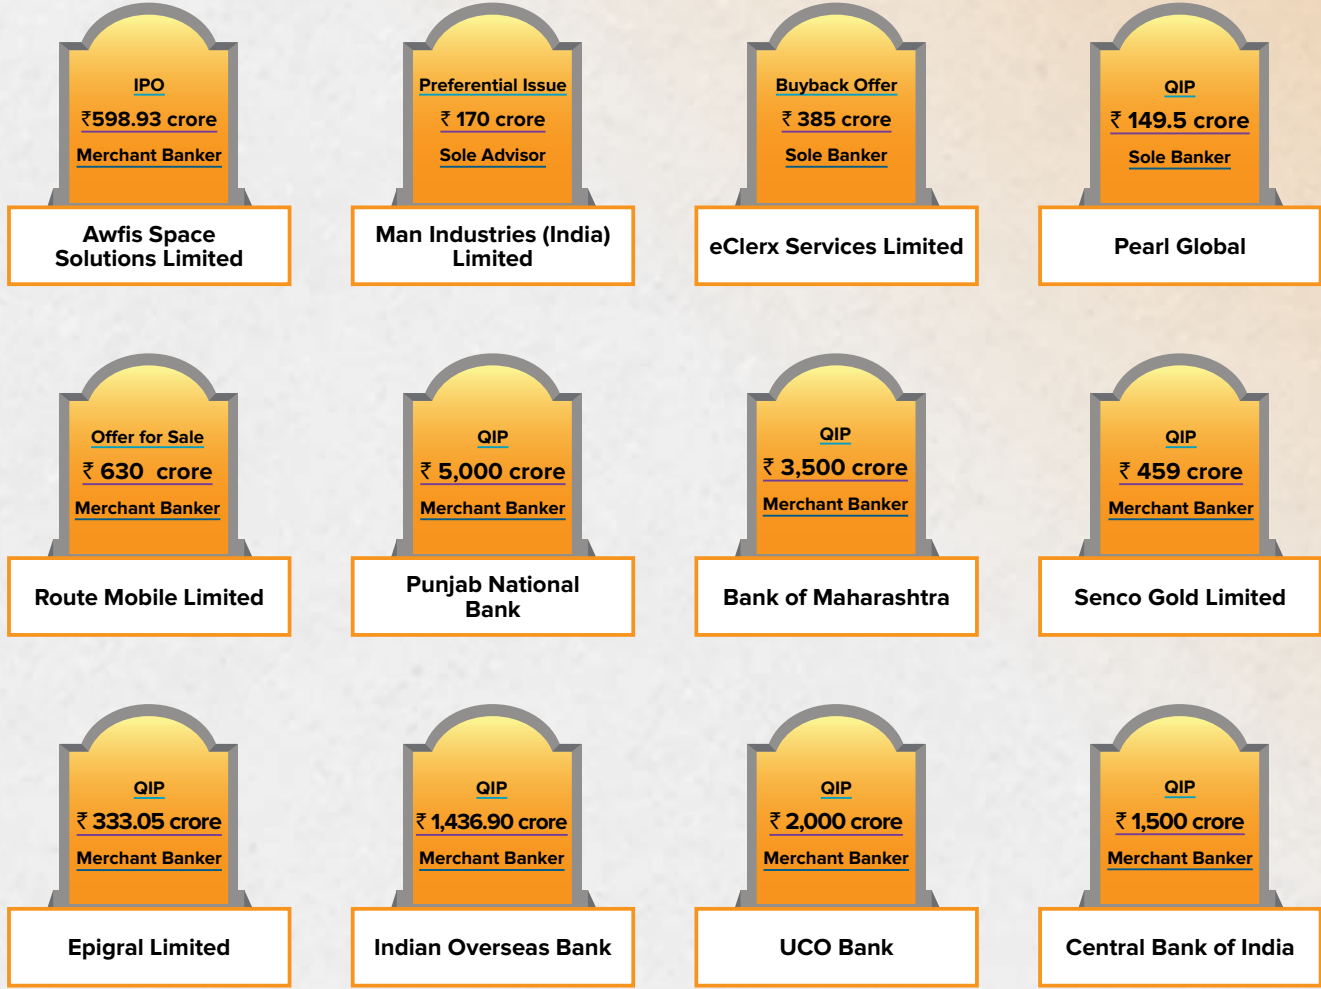 IPO
₹598.93 crore
Merchant Banker
Awfis Space
Solutions Limited
Preferential Issue
₹ 170 crore
Sole Advisor
Man Industries (India)
Limited
Buyback Offer
₹ 385 crore
Sole Banker
eClerx Services Limited
QIP
₹ 149.5 crore
Sole Banker
Pearl Global
Offer for Sale
₹ 630 crore
Merchant Banker
Route Mobile Limited
QIP
₹ 5,000 crore
Merchant Banker
Punjab National
Bank
QIP
₹ 3,500 crore
Merchant Banker
Bank of Maharashtra
QIP
₹ 459 crore
Merchant Banker
Senco Gold Limited
QIP
₹ 333.05 crore
Merchant Banker
Epigral Limited
QIP
₹ 1,436.90 crore
Merchant Banker
Indian Overseas Bank
QIP
₹ 2,000 crore
Merchant Banker
UCO Bank
QIP
₹ 1,500 crore
Merchant Banker
Central Bank of India